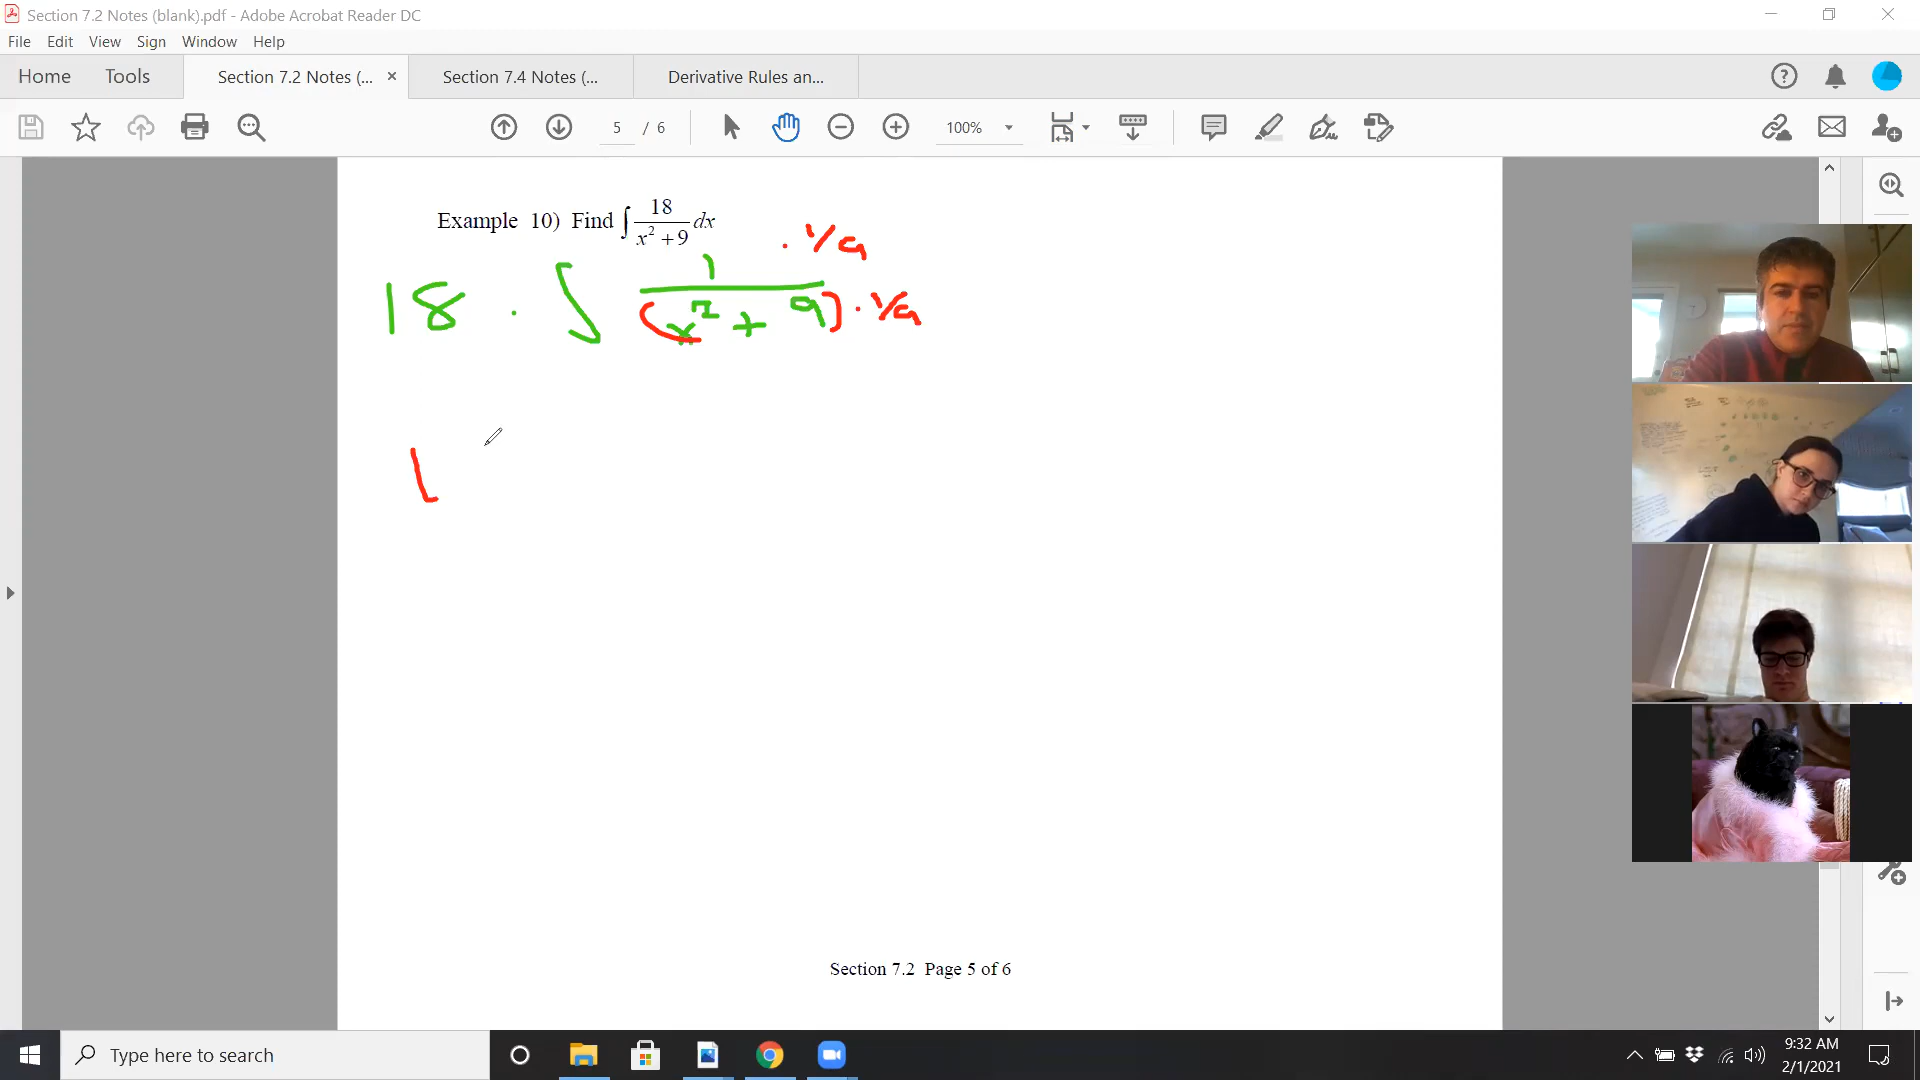 Section 7.2 Notes (blank).pdf - Adobe Acrobat Reader DC
File Edit View Sign Window Help
Home Tools Section 7.2 Notes (... × Section 7.4 Notes (... Derivative Rules an...
5 / 6 100%
Example 10) Find ∫ 18 / (x² + 9) dx
18 · ∫ 1 · 1/9 / (x² + 9) · 1/9
Section 7.2 Page 5 of 6
Type here to search
9:32 AM
2/1/2021